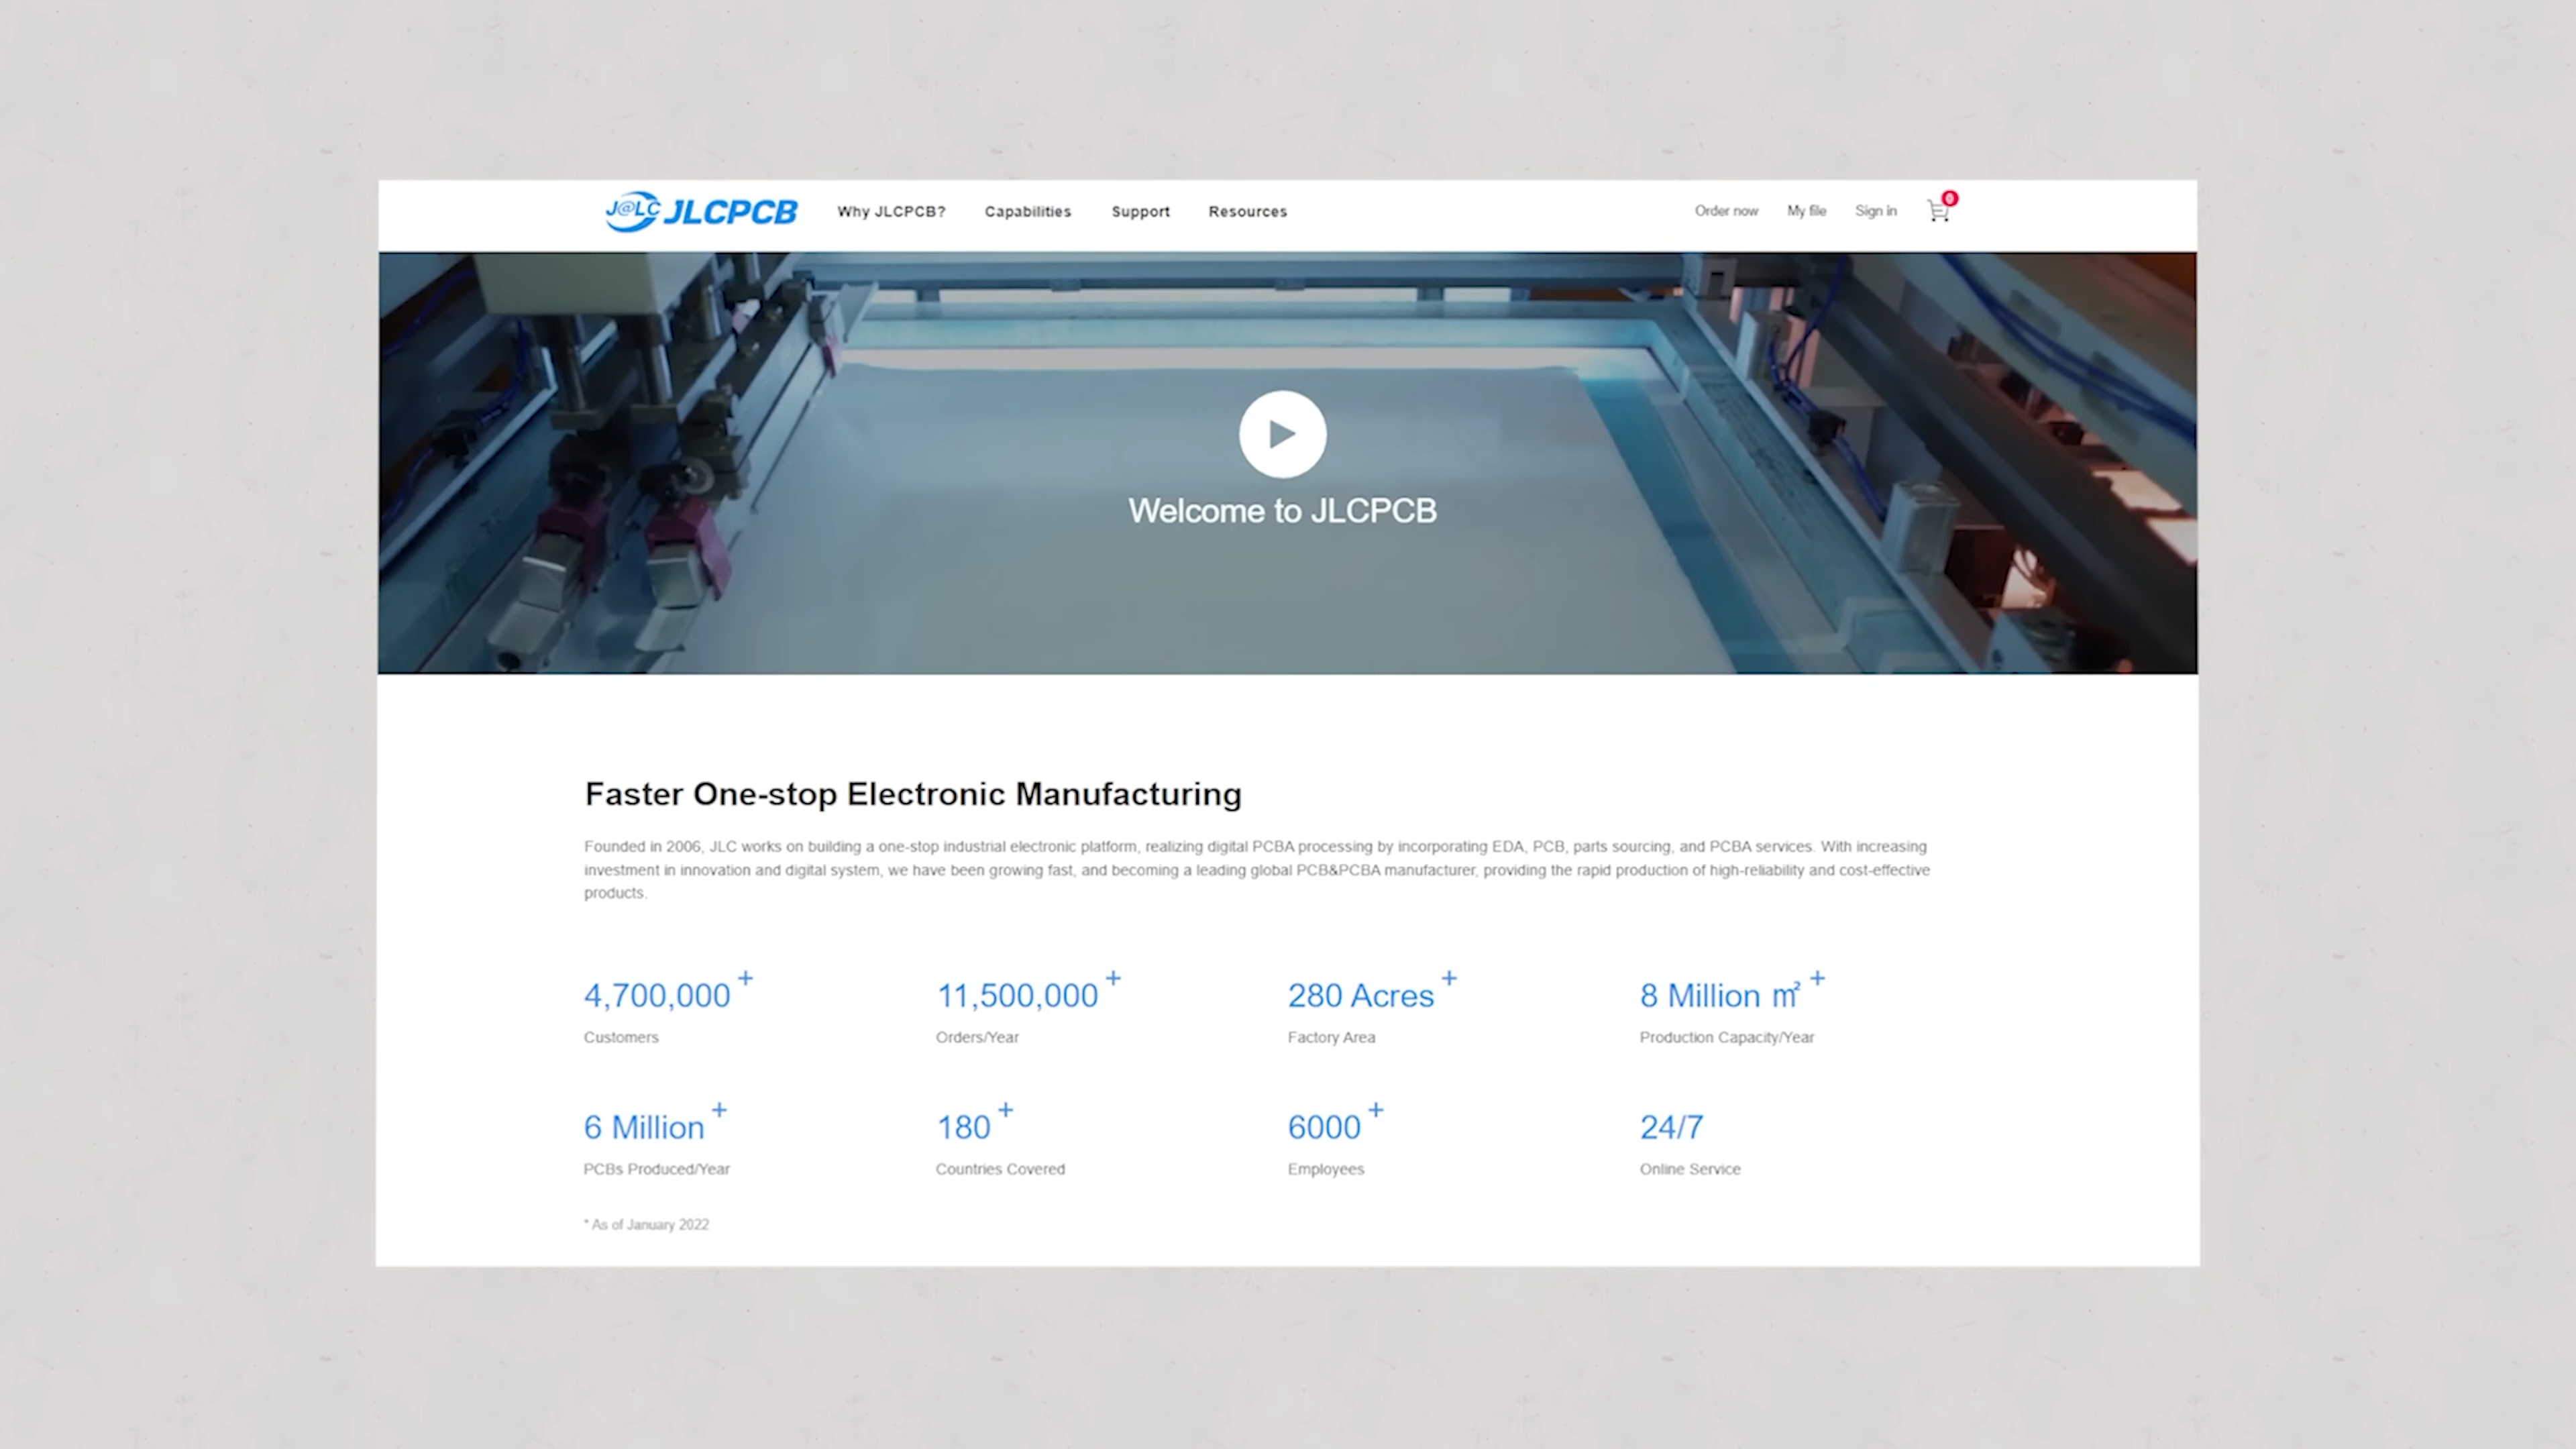 J@LC JLCPCB Why JLCPCB? Capabilities Support Resources Order now My file Sign in 0
Welcome to JLCPCB
Faster One-stop Electronic Manufacturing
Founded in 2006, JLC works on building a one-stop industrial electronic platform, realizing digital PCBA processing by incorporating EDA, PCB, parts sourcing, and PCBA services. With increasing
investment in innovation and digital system, we have been growing fast, and becoming a leading global PCB&PCBA manufacturer, providing the rapid production of high-reliability and cost-effective
products.
4,700,000+ 11,500,000+ 280 Acres+ 8 Million ㎡+
Customers Orders/Year Factory Area Production Capacity/Year
6 Million+ 180+ 6000+ 24/7
PCBs Produced/Year Countries Covered Employees Online Service
* As of January 2022